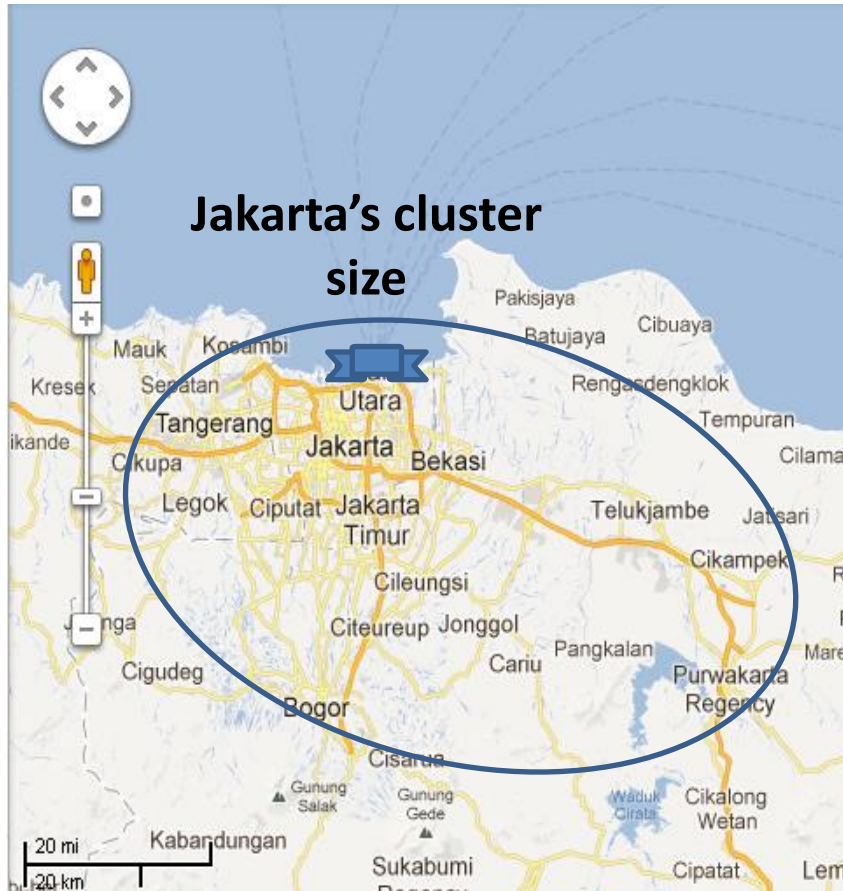 Jakarta’s cluster
size
Pakisjaya
Cibuaya
Batujaya
Mauk
Kosambi
Kresek
Sepatan
Rengasdengklok
Utara
Tempuran
Tangerang
ikande
Jakarta
Bekasi
Cikupa
Cilama
Legok
Ciputat
Jakarta
Timur
Telukjambe
Jatisari
Cikampek
Cileungsi
Citeureup
Jonggol
Pangkalan
Cariu
Mare
Cigudeg
Purwakarta
Regency
Bogor
Cisarua
Gunung
Salak
Gunung
Gede
Waduk
Cirata
Cikalong
Wetan
20 mi
20 km
Kabandungan
Sukabumi
Cipatat
Lem